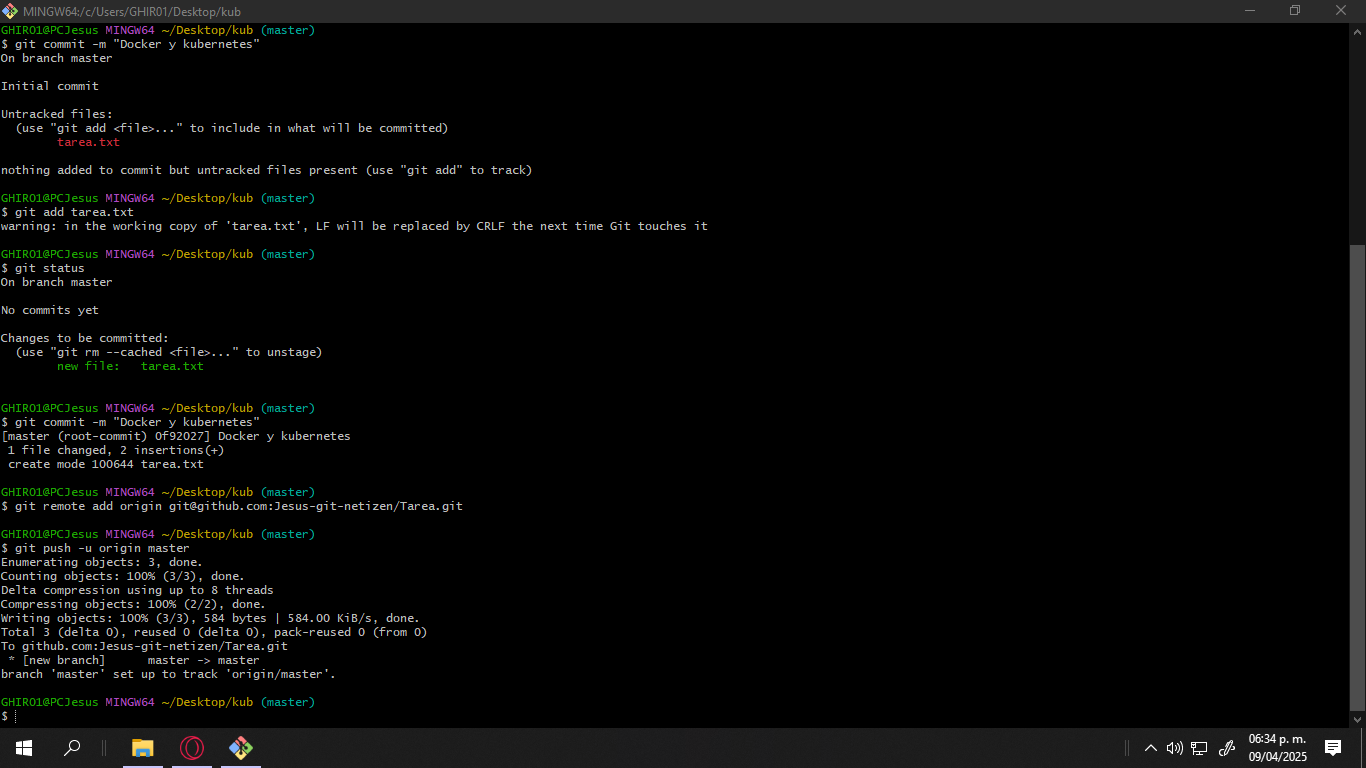 MINGW64:/c/Users/GHIR01/Desktop/kub
GHIR01@PCJesus MINGW64 ~/Desktop/kub (master)
$ git commit -m "Docker y kubernetes"
On branch master
Initial commit
Untracked files:
  (use "git add <file>..." to include in what will be committed)
        tarea.txt
nothing added to commit but untracked files present (use "git add" to track)
GHIR01@PCJesus MINGW64 ~/Desktop/kub (master)
$ git add tarea.txt
warning: in the working copy of 'tarea.txt', LF will be replaced by CRLF the next time Git touches it
GHIR01@PCJesus MINGW64 ~/Desktop/kub (master)
$ git status
On branch master
No commits yet
Changes to be committed:
  (use "git rm --cached <file>..." to unstage)
        new file:   tarea.txt
GHIR01@PCJesus MINGW64 ~/Desktop/kub (master)
$ git commit -m "Docker y kubernetes"
[master (root-commit) 0f92027] Docker y kubernetes
 1 file changed, 2 insertions(+)
 create mode 100644 tarea.txt
GHIR01@PCJesus MINGW64 ~/Desktop/kub (master)
$ git remote add origin git@github.com:Jesus-git-netizen/Tarea.git
GHIR01@PCJesus MINGW64 ~/Desktop/kub (master)
$ git push -u origin master
Enumerating objects: 3, done.
Counting objects: 100% (3/3), done.
Delta compression using up to 8 threads
Compressing objects: 100% (2/2), done.
Writing objects: 100% (3/3), 584 bytes | 584.00 KiB/s, done.
Total 3 (delta 0), reused 0 (delta 0), pack-reused 0 (from 0)
To github.com:Jesus-git-netizen/Tarea.git
 * [new branch]      master -> master
branch 'master' set up to track 'origin/master'.
GHIR01@PCJesus MINGW64 ~/Desktop/kub (master)
$
06:34 p. m.
09/04/2025